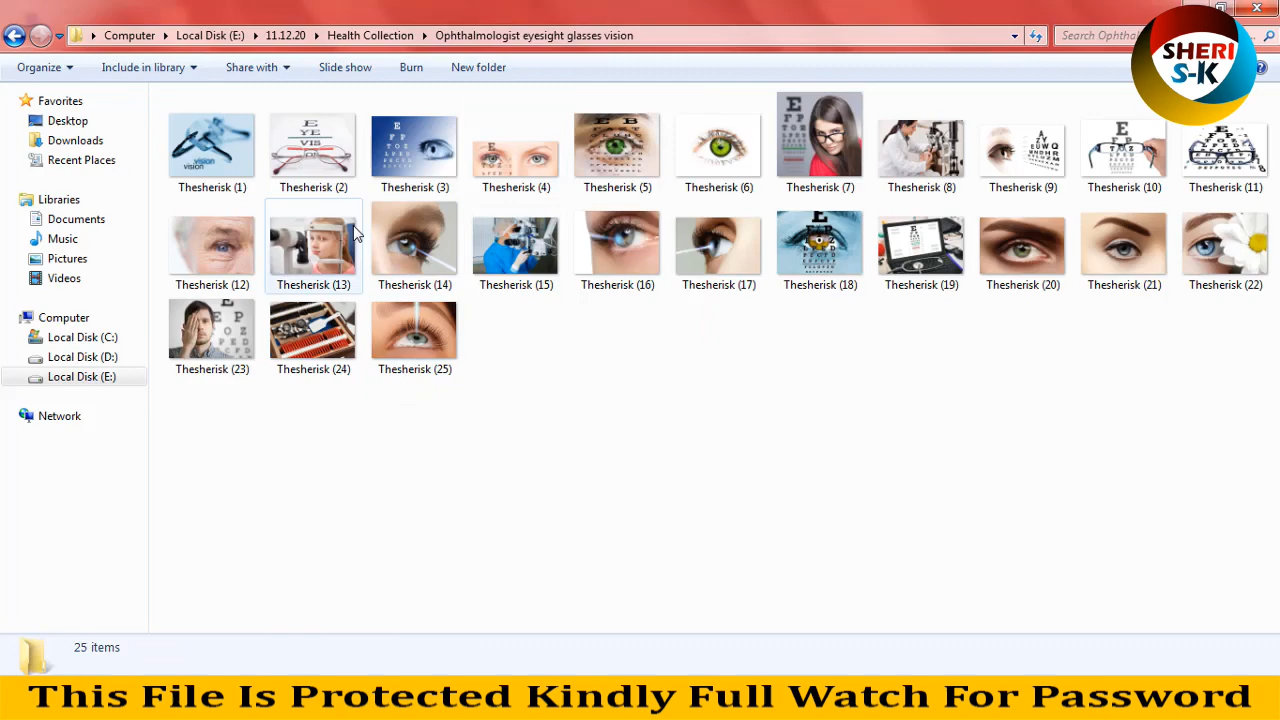 Computer
Local Disk (E:)
11.12.20
Health Collection
Ophthalmologist eyesight glasses vision
Search Ophth
SHERI
S-K
Organize
Include in library
Share with
Slide show
Burn
New folder
Favorites
Desktop
Downloads
Recent Places
Libraries
Documents
Music
Pictures
Videos
Computer
Local Disk (C:)
Local Disk (D:)
Local Disk (E:)
Network
Thesherisk (1)
Thesherisk (2)
Thesherisk (3)
Thesherisk (4)
Thesherisk (5)
Thesherisk (6)
Thesherisk (7)
Thesherisk (8)
Thesherisk (9)
Thesherisk (10)
Thesherisk (11)
Thesherisk (12)
Thesherisk (13)
Thesherisk (14)
Thesherisk (15)
Thesherisk (16)
Thesherisk (17)
Thesherisk (18)
Thesherisk (19)
Thesherisk (20)
Thesherisk (21)
Thesherisk (22)
Thesherisk (23)
Thesherisk (24)
Thesherisk (25)
25 items
This File Is Protected Kindly Full Watch For Password